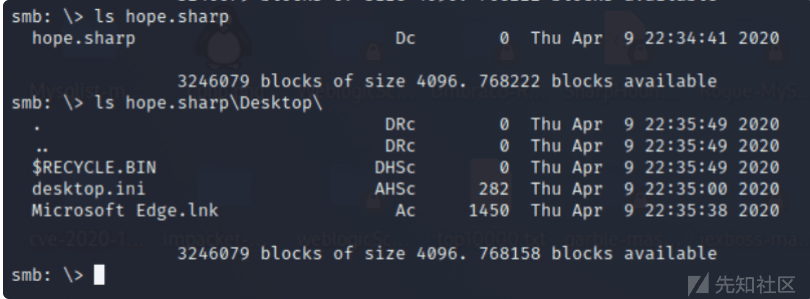 smb: \> ls hope.sharp
hope.sharp Dc 0 Thu Apr 9 22:34:41 2020
3246079 blocks of size 4096. 768222 blocks available
smb: \> ls hope.sharp\Desktop\
. DRc 0 Thu Apr 9 22:35:49 2020
.. DRc 0 Thu Apr 9 22:35:49 2020
$RECYCLE.BIN DHSc 0 Thu Apr 9 22:35:49 2020
desktop.ini AHSc 282 Thu Apr 9 22:35:00 2020
Microsoft Edge.lnk Ac 1450 Thu Apr 9 22:35:38 2020
3246079 blocks of size 4096. 768158 blocks available
smb: \>
先知社区